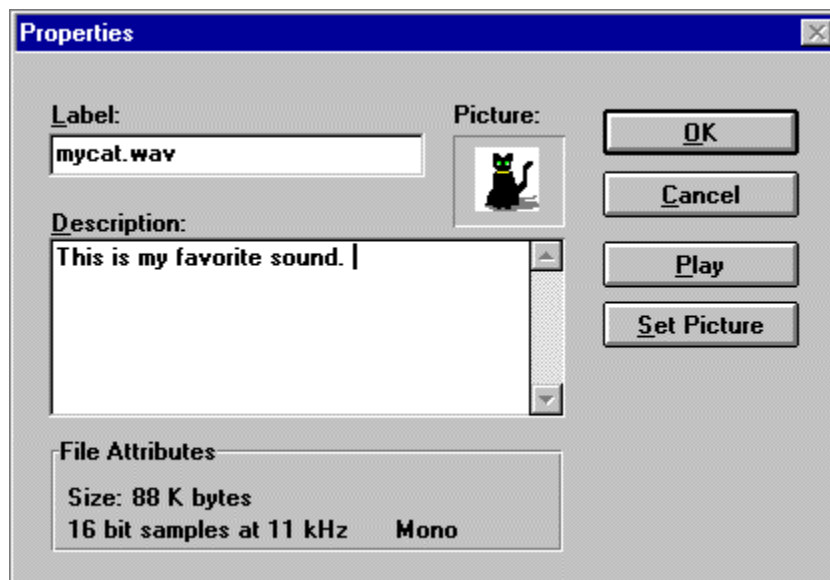 Properties
Label:
mycat.wav
Picture:
OK
Cancel
Description:
This is my favorite sound.
Play
Set Picture
File Attributes
Size: 88 K bytes
16 bit samples at 11 kHz Mono